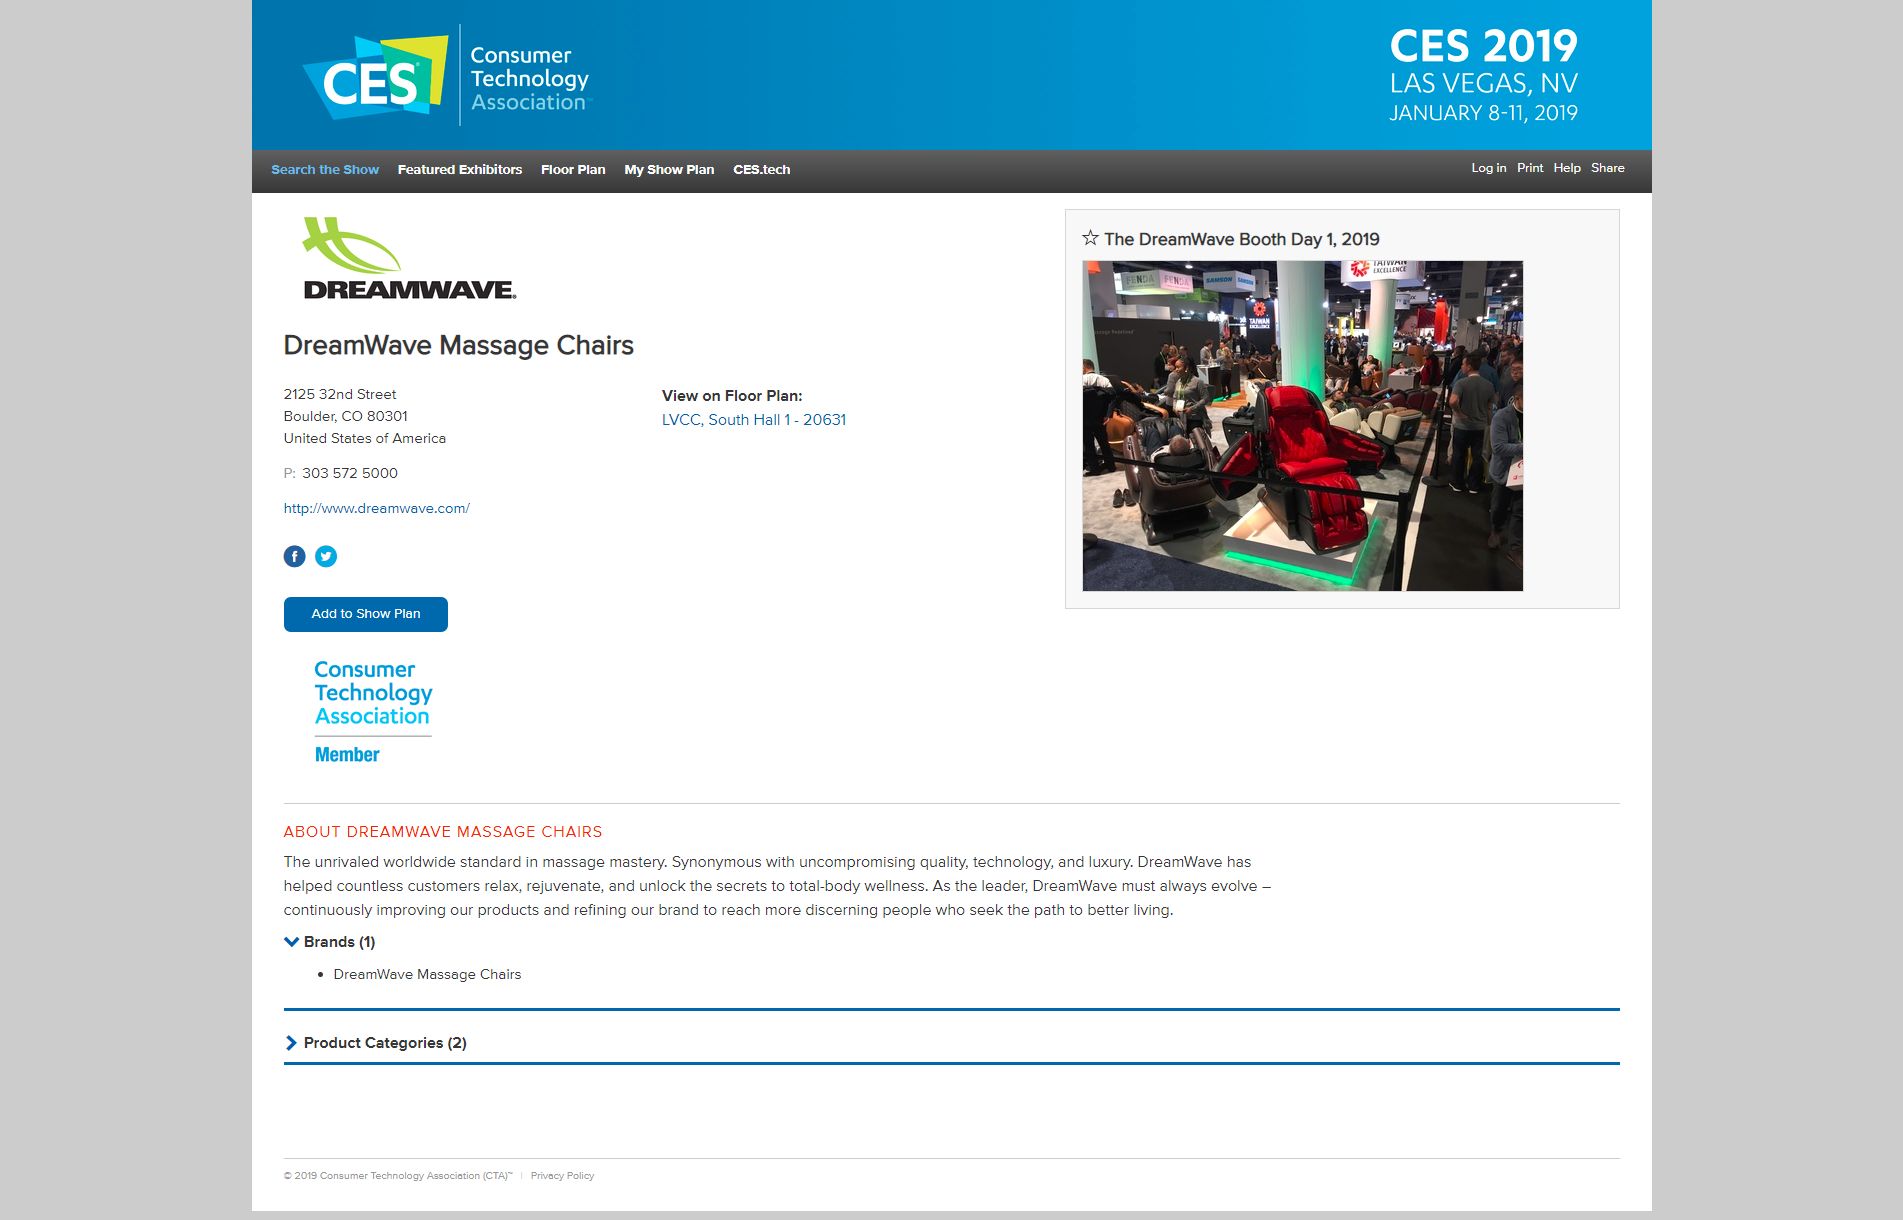 CES
Consumer
Technology
Association™
CES 2019
LAS VEGAS, NV
JANUARY 8-11, 2019
Search the Show Featured Exhibitors Floor Plan My Show Plan CES.tech
Log in Print Help Share
DREAMWAVE®
DreamWave Massage Chairs
2125 32nd Street
Boulder, CO 80301
United States of America
P: 303 572 5000
http://www.dreamwave.com/
View on Floor Plan:
LVCC, South Hall 1 - 20631
The DreamWave Booth Day 1, 2019
FENDA
FENDA
SAMSON
SAMSON
TAIWAN
EXCELLENCE
TAIWAN
EXCELLENCE
Add to Show Plan
Consumer
Technology
Association
Member
ABOUT DREAMWAVE MASSAGE CHAIRS
The unrivaled worldwide standard in massage mastery. Synonymous with uncompromising quality, technology, and luxury. DreamWave has
helped countless customers relax, rejuvenate, and unlock the secrets to total-body wellness. As the leader, DreamWave must always evolve –
continuously improving our products and refining our brand to reach more discerning people who seek the path to better living.
Brands (1)
• DreamWave Massage Chairs
Product Categories (2)
© 2019 Consumer Technology Association (CTA)™ | Privacy Policy